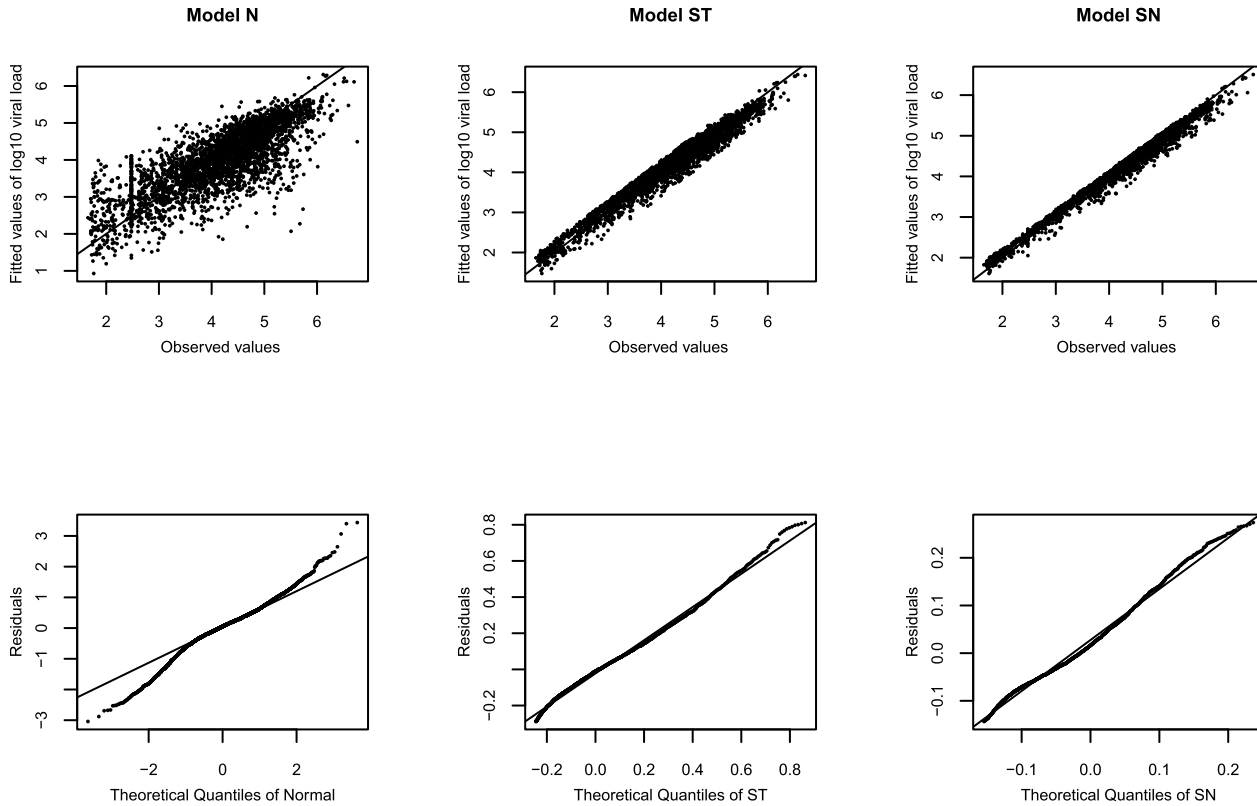 Model N
Model ST
Model SN
Fitted values of log10 viral load
6
5
4
3
2
1
2 3 4 5 6
Observed values
Fitted values of log10 viral load
6
5
4
3
2
2 3 4 5 6
Observed values
Fitted values of log10 viral load
6
5
4
3
2
2 3 4 5 6
Observed values
Residuals
3
2
1
0
−1
−3
−2 0 2
Theoretical Quantiles of Normal
Residuals
0.8
0.6
0.4
0.2
0.0
−0.2
−0.2 0.0 0.2 0.4 0.6 0.8
Theoretical Quantiles of ST
Residuals
0.2
0.1
0.0
−0.1
−0.1 0.0 0.1 0.2
Theoretical Quantiles of SN